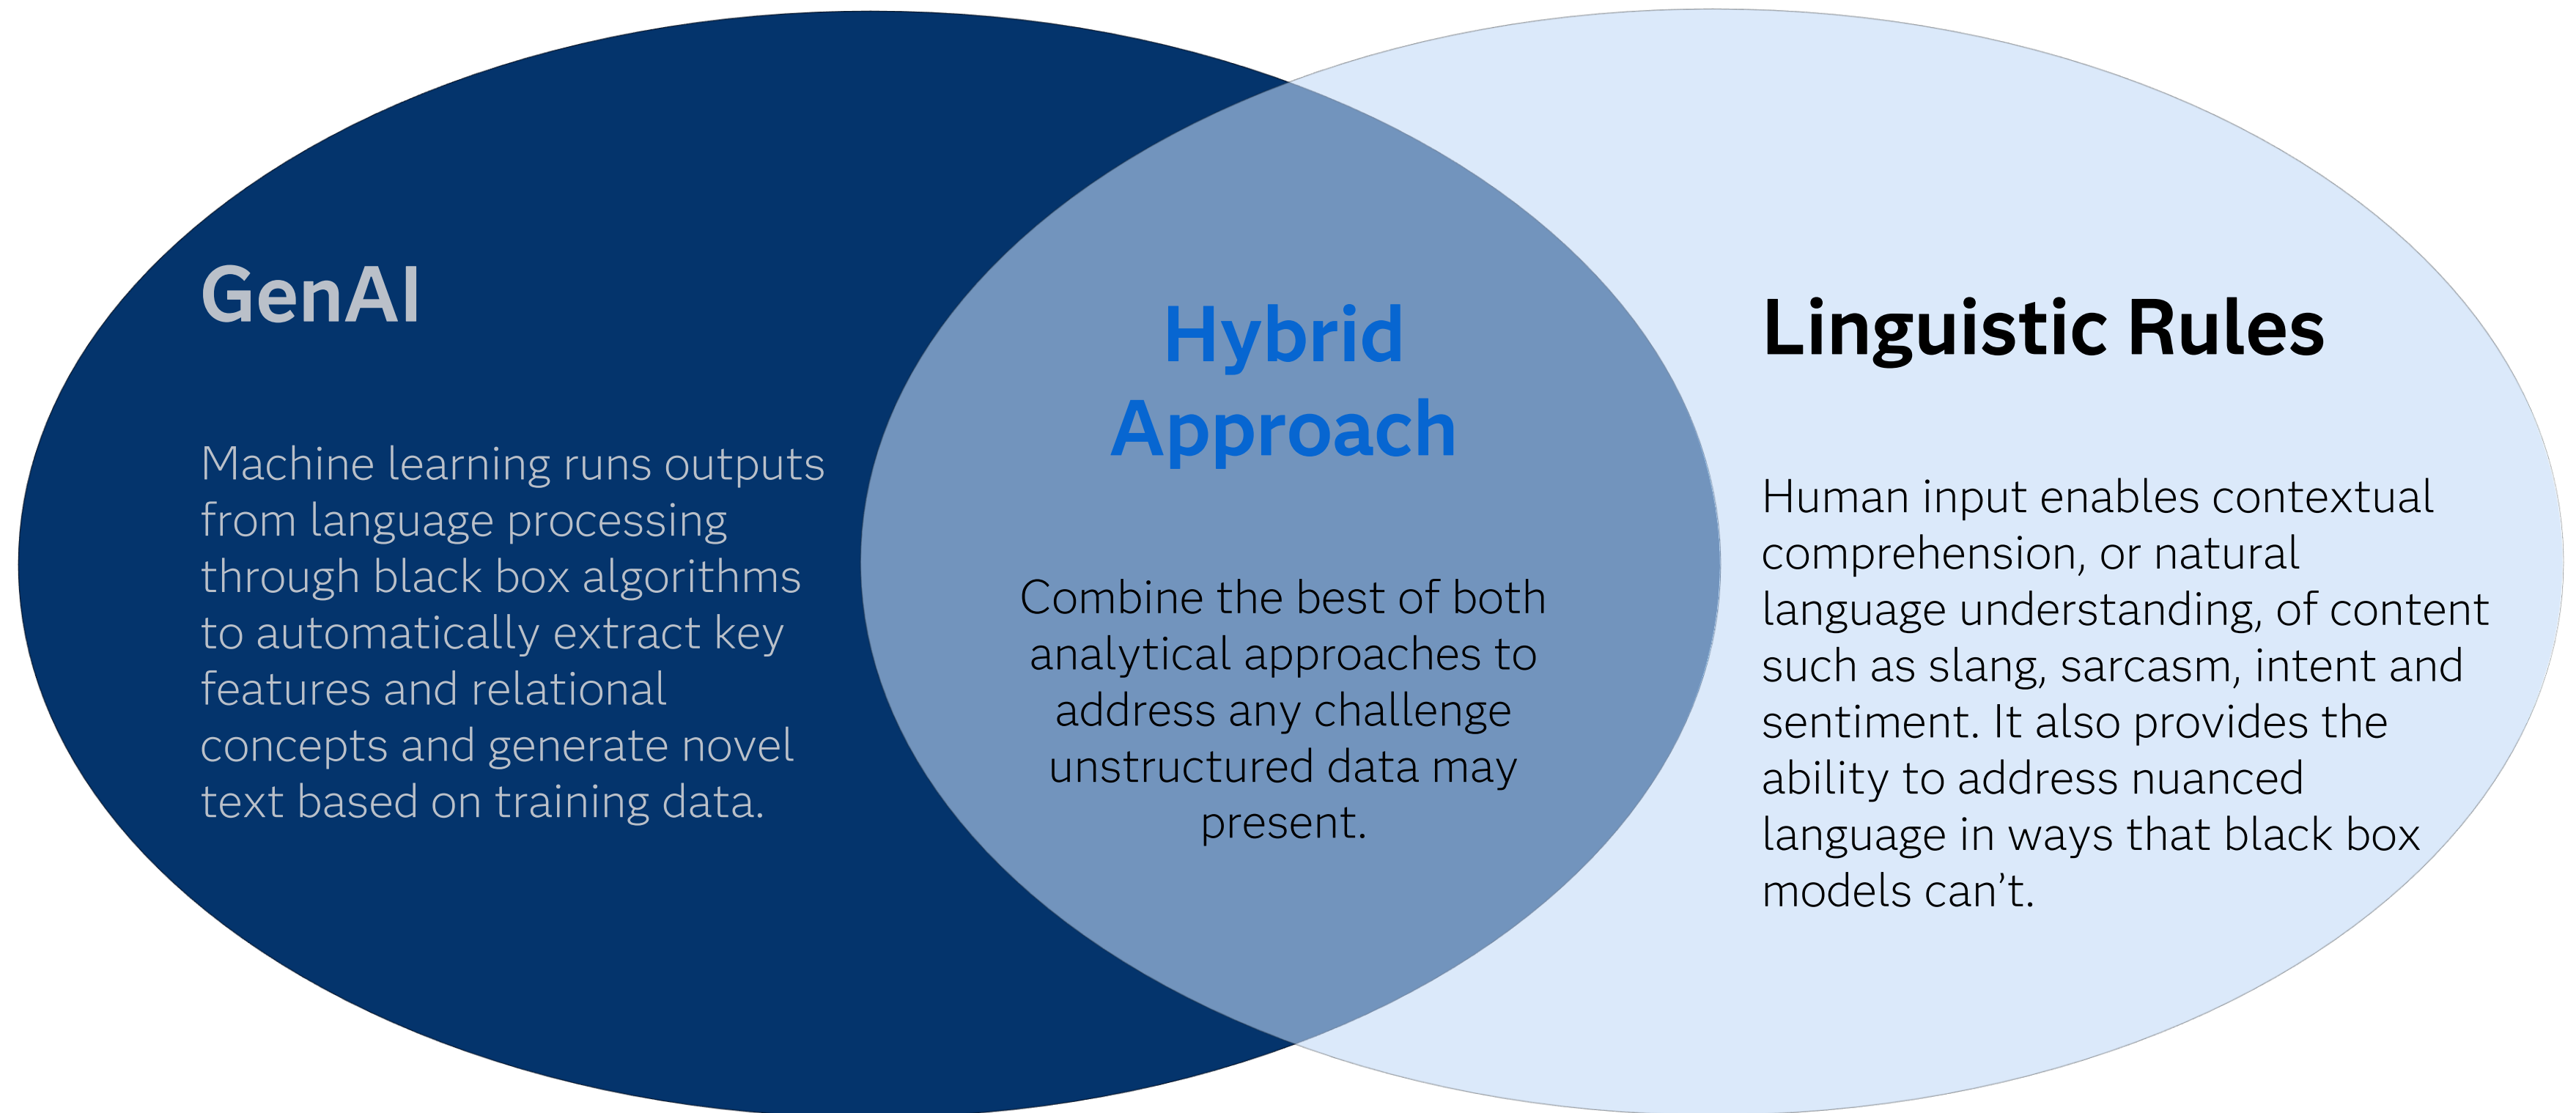 GenAI
Machine learning runs outputs
from language processing
through black box algorithms
to automatically extract key
features and relational
concepts and generate novel
text based on training data.
Hybrid
Approach
Combine the best of both
analytical approaches to
address any challenge
unstructured data may
present.
Linguistic Rules
Human input enables contextual
comprehension, or natural
language understanding, of content
such as slang, sarcasm, intent and
sentiment. It also provides the
ability to address nuanced
language in ways that black box
models can’t.